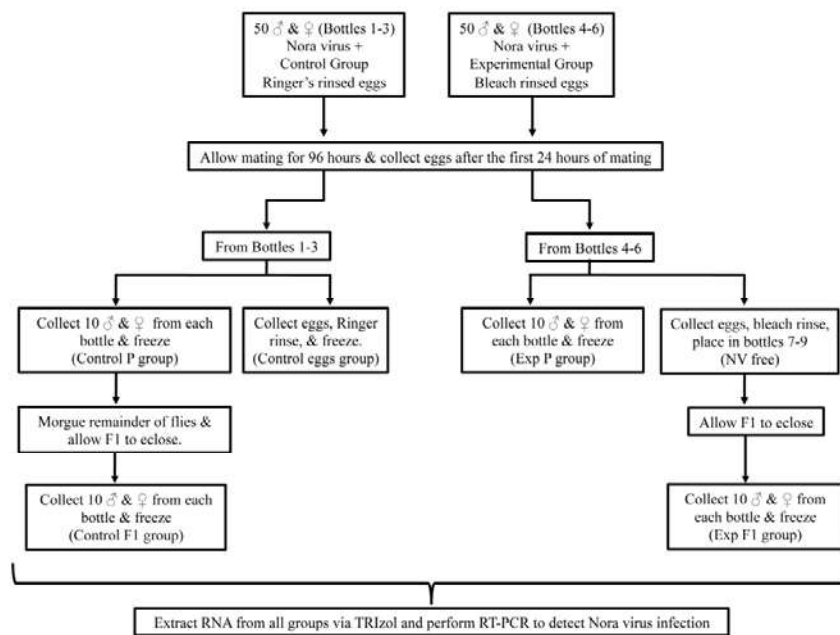 50 ♂ & ♀ (Bottles 1-3)
Nora virus +
Control Group
Ringer's rinsed eggs
50 ♂ & ♀ (Bottles 4-6)
Nora virus +
Experimental Group
Bleach rinsed eggs
Allow mating for 96 hours & collect eggs after the first 24 hours of mating
From Bottles 1-3
From Bottles 4-6
Collect 10 ♂ & ♀ from each
bottle & freeze
(Control P group)
Collect eggs, Ringer
rinse, & freeze.
(Control eggs group)
Collect 10 ♂ & ♀ from
each bottle & freeze
(Exp P group)
Collect eggs, bleach rinse,
place in bottles 7-9
(NV free)
Morgue remainder of flies &
allow F1 to eclose.
Allow F1 to eclose
Collect 10 ♂ & ♀ from each
bottle & freeze
(Control F1 group)
Collect 10 ♂ & ♀ from
each bottle & freeze
(Exp F1 group)
Extract RNA from all groups via TRIzol and perform RT-PCR to detect Nora virus infection